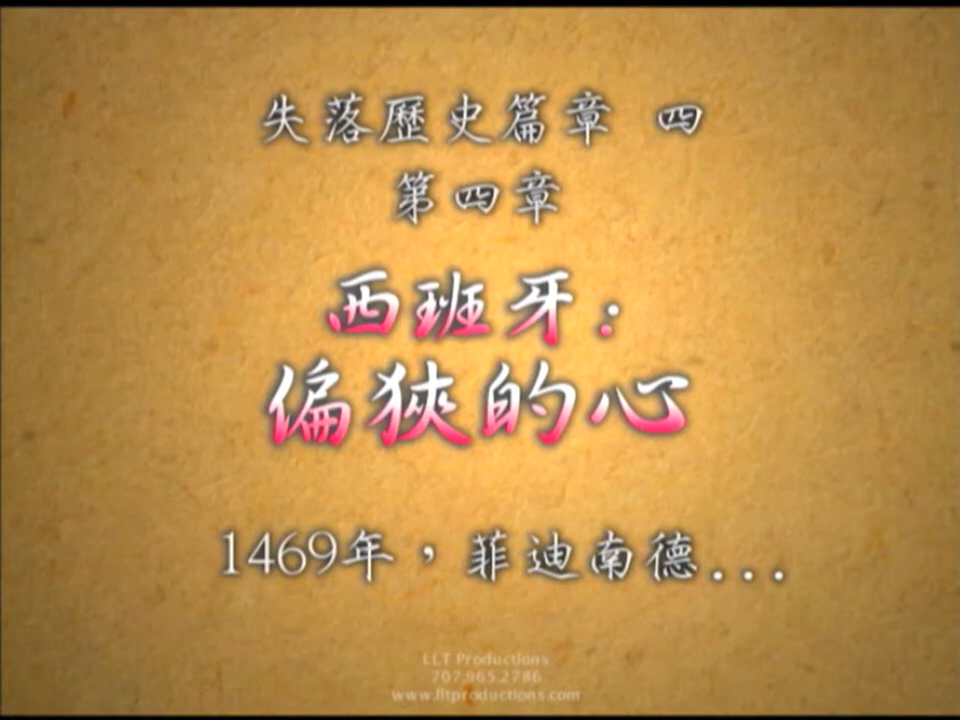 失落歷史篇章 四
第四章
西班牙：
偏狹的心
1469年，菲迪南德...
LLT Productions
707.965.2786
www.lltproductions.com